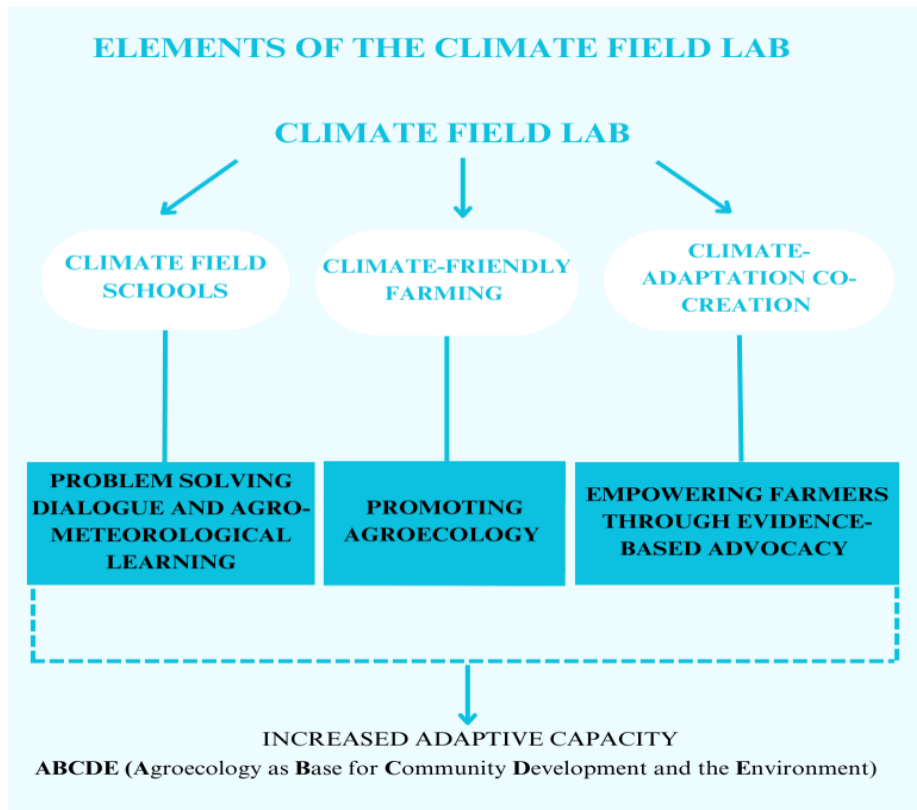 ELEMENTS OF THE CLIMATE FIELD LAB
CLIMATE FIELD LAB
CLIMATE FIELD
SCHOOLS
CLIMATE-FRIENDLY
FARMING
CLIMATE-
ADAPTATION CO-
CREATION
PROBLEM SOLVING
DIALOGUE AND AGRO-
METEOROLOGICAL
LEARNING
PROMOTING
AGROECOLOGY
EMPOWERING FARMERS
THROUGH EVIDENCE-
BASED ADVOCACY
INCREASED ADAPTIVE CAPACITY
ABCDE (Agroecology as Base for Community Development and the Environment)